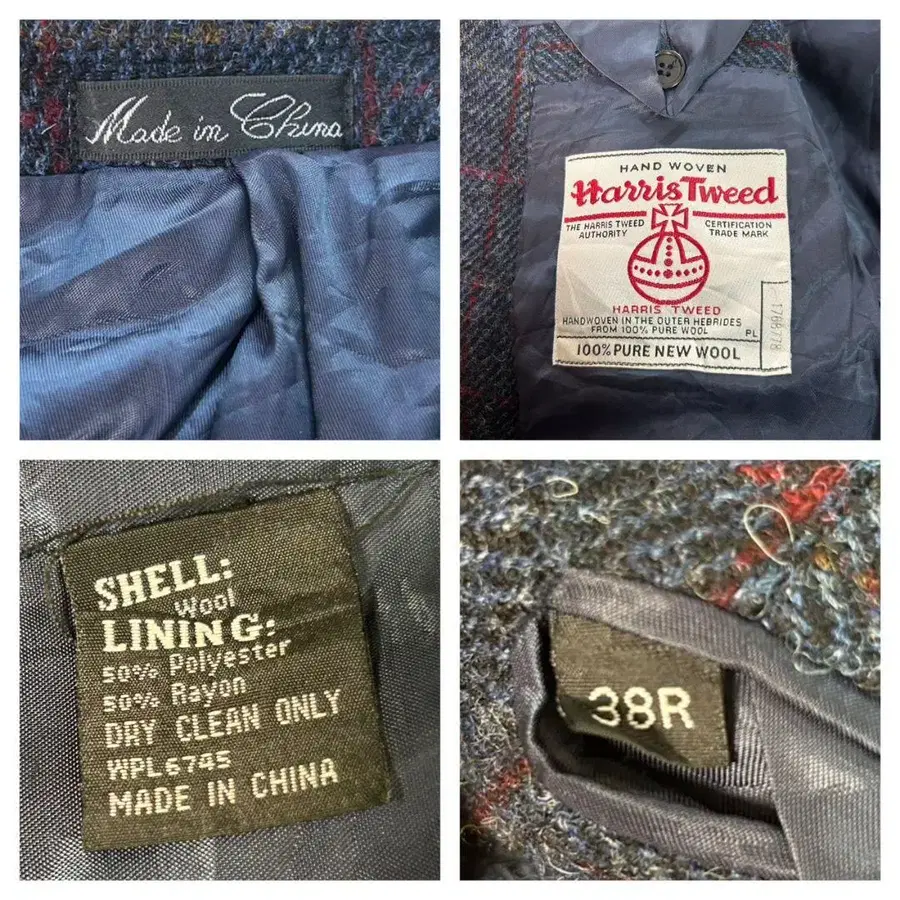 Made in China
HAND WOVEN
Harris Tweed
THE HARRIS TWEED AUTHORITY
CERTIFICATION TRADE MARK
HARRIS TWEED
HANDWOVEN IN THE OUTER HEBRIDES
FROM 100% PURE WOOL
PL
100% PURE NEW WOOL
SHELL:
Wool
LINING:
50% Polyester
50% Rayon
DRY CLEAN ONLY
WPL6745
MADE IN CHINA
38R